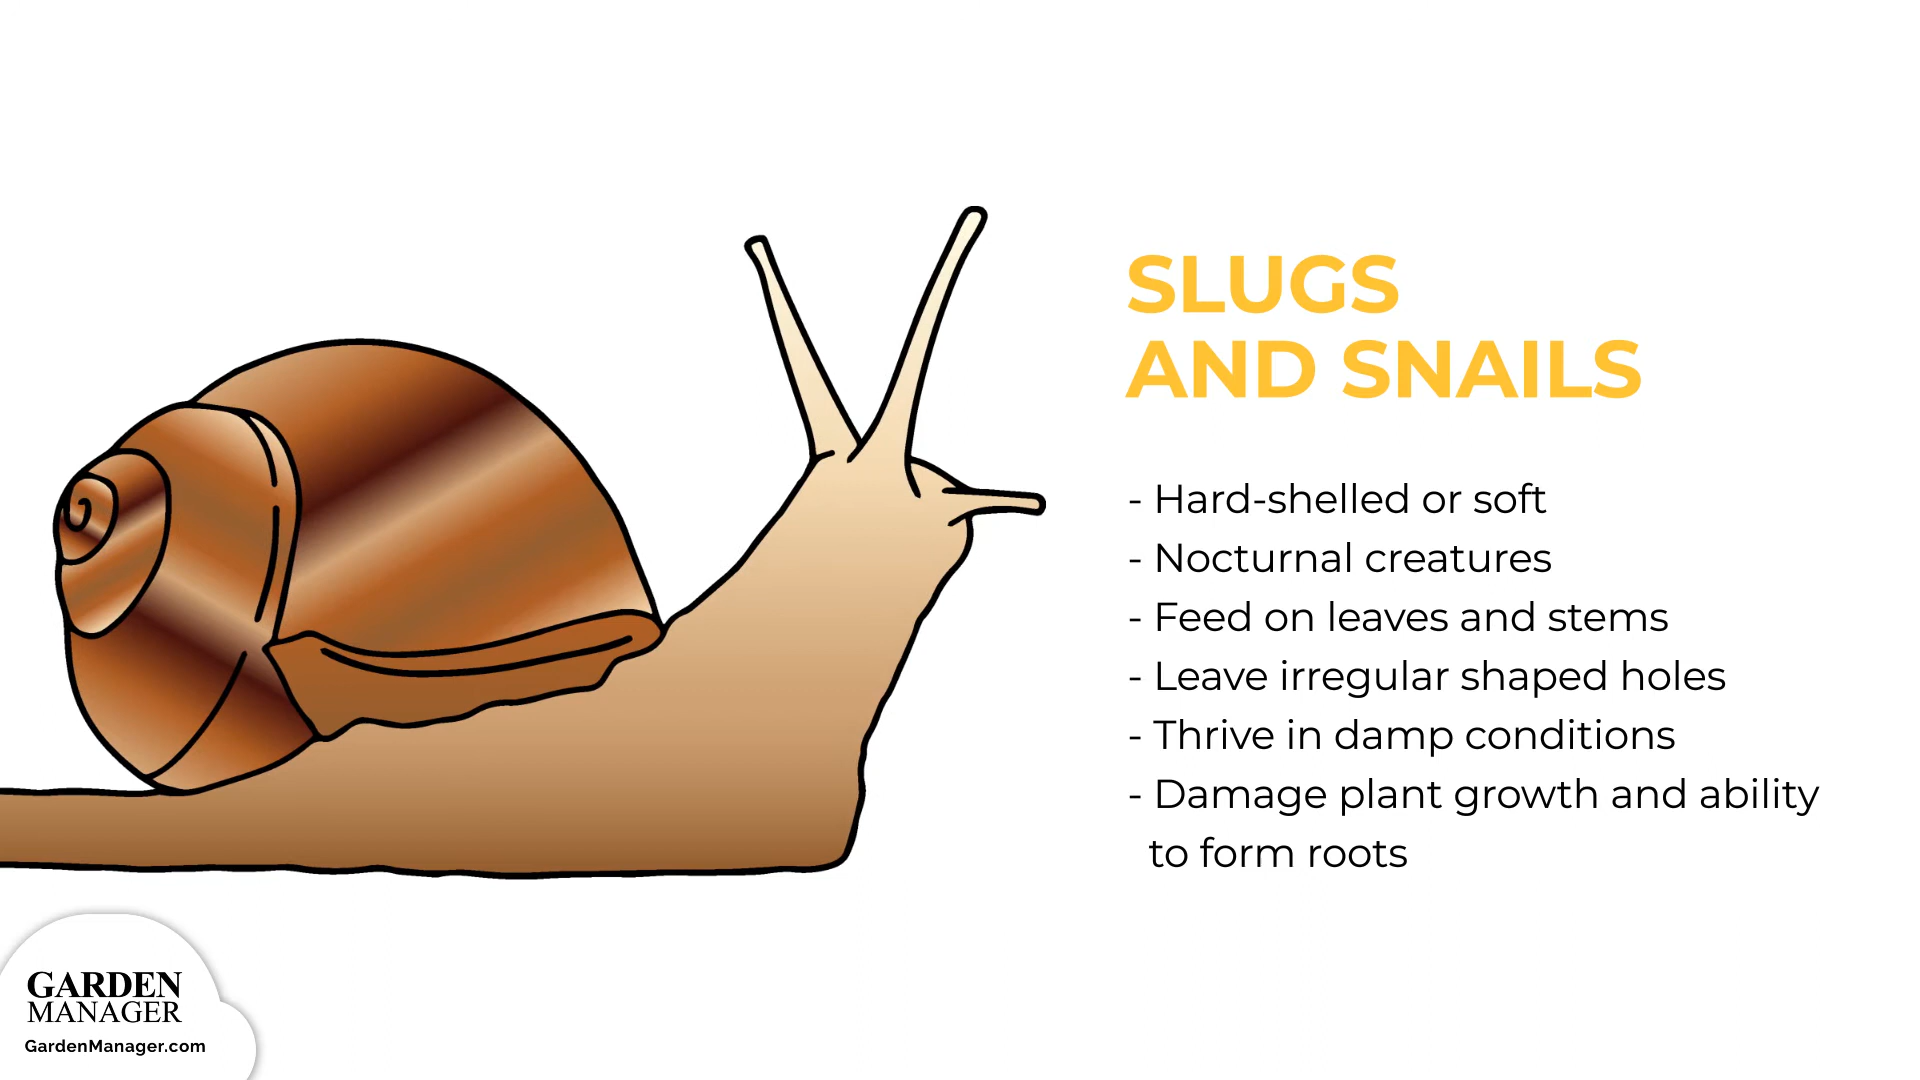 SLUGS
AND SNAILS
- Hard-shelled or soft
- Nocturnal creatures
- Feed on leaves and stems
- Leave irregular shaped holes
- Thrive in damp conditions
- Damage plant growth and ability
to form roots
GARDEN
MANAGER
GardenManager.com